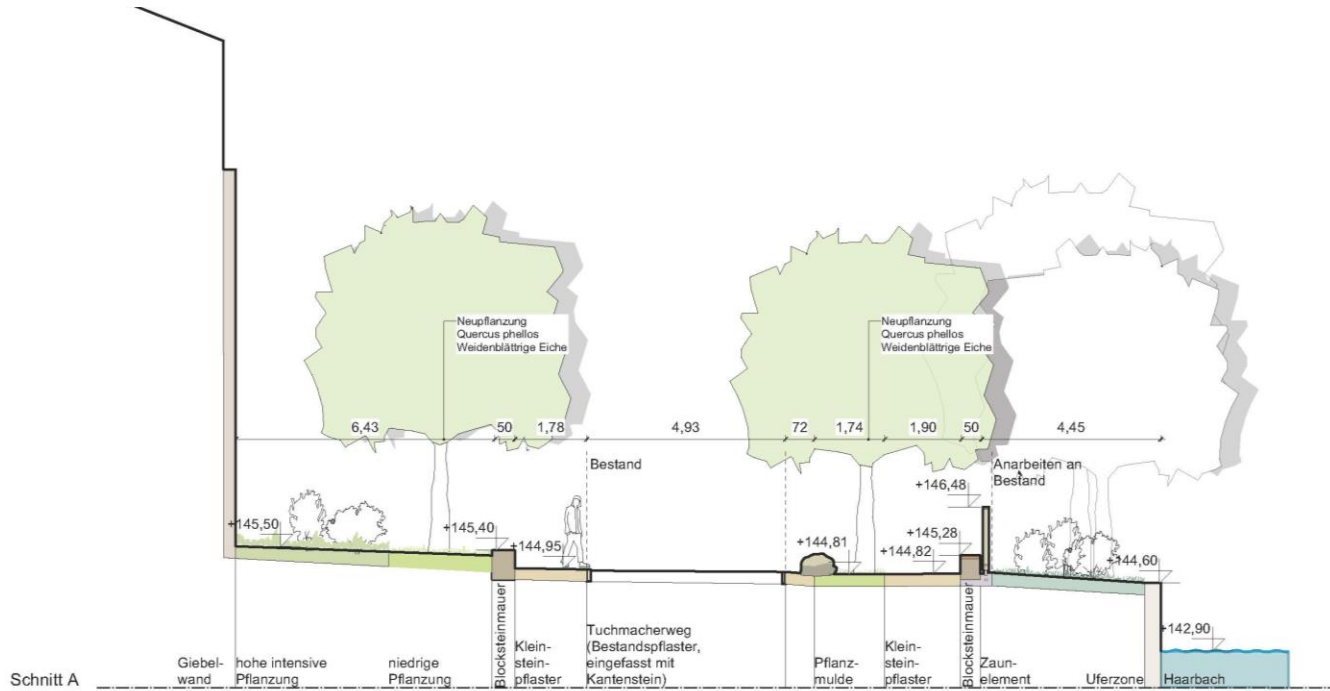 Neupflanzung
Quercus phellos
Weidenblättrige Eiche
Neupflanzung
Quercus phellos
Weidenblättrige Eiche
6,43
50
1,78
4,93
72
1,74
1,90
50
4,45
Bestand
Anarbeiten an
Bestand
+146,48
+145,50
+145,40
+144,95
+144,81
+145,28
+144,82
+144,60
+142,90
Schnitt A
Giebel-
wand
hohe intensive
Pflanzung
niedrige
Pflanzung
Blocksteinmauer
Klein-
stein-
pflaster
Tuchmacherweg
(Bestandspflaster,
eingefasst mit
Kantenstein)
Pflanz-
mulde
Klein-
stein-
pflaster
Blocksteinmauer
Zaun-
element
Uferzone
Haarbach